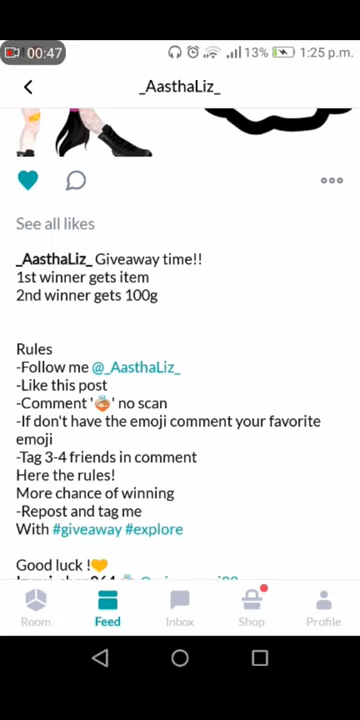 00:47
13%
1:25 p.m.
_AasthaLiz_
See all likes
_AasthaLiz_ Giveaway time!!
1st winner gets item
2nd winner gets 100g
Rules
-Follow me @_AasthaLiz_
-Like this post
-Comment '' no scan
-If don't have the emoji comment your favorite
emoji
-Tag 3-4 friends in comment
Here the rules!
More chance of winning
-Repost and tag me
With #giveaway #explore
Good luck !🧡
Room
Feed
Inbox
Shop
Profile